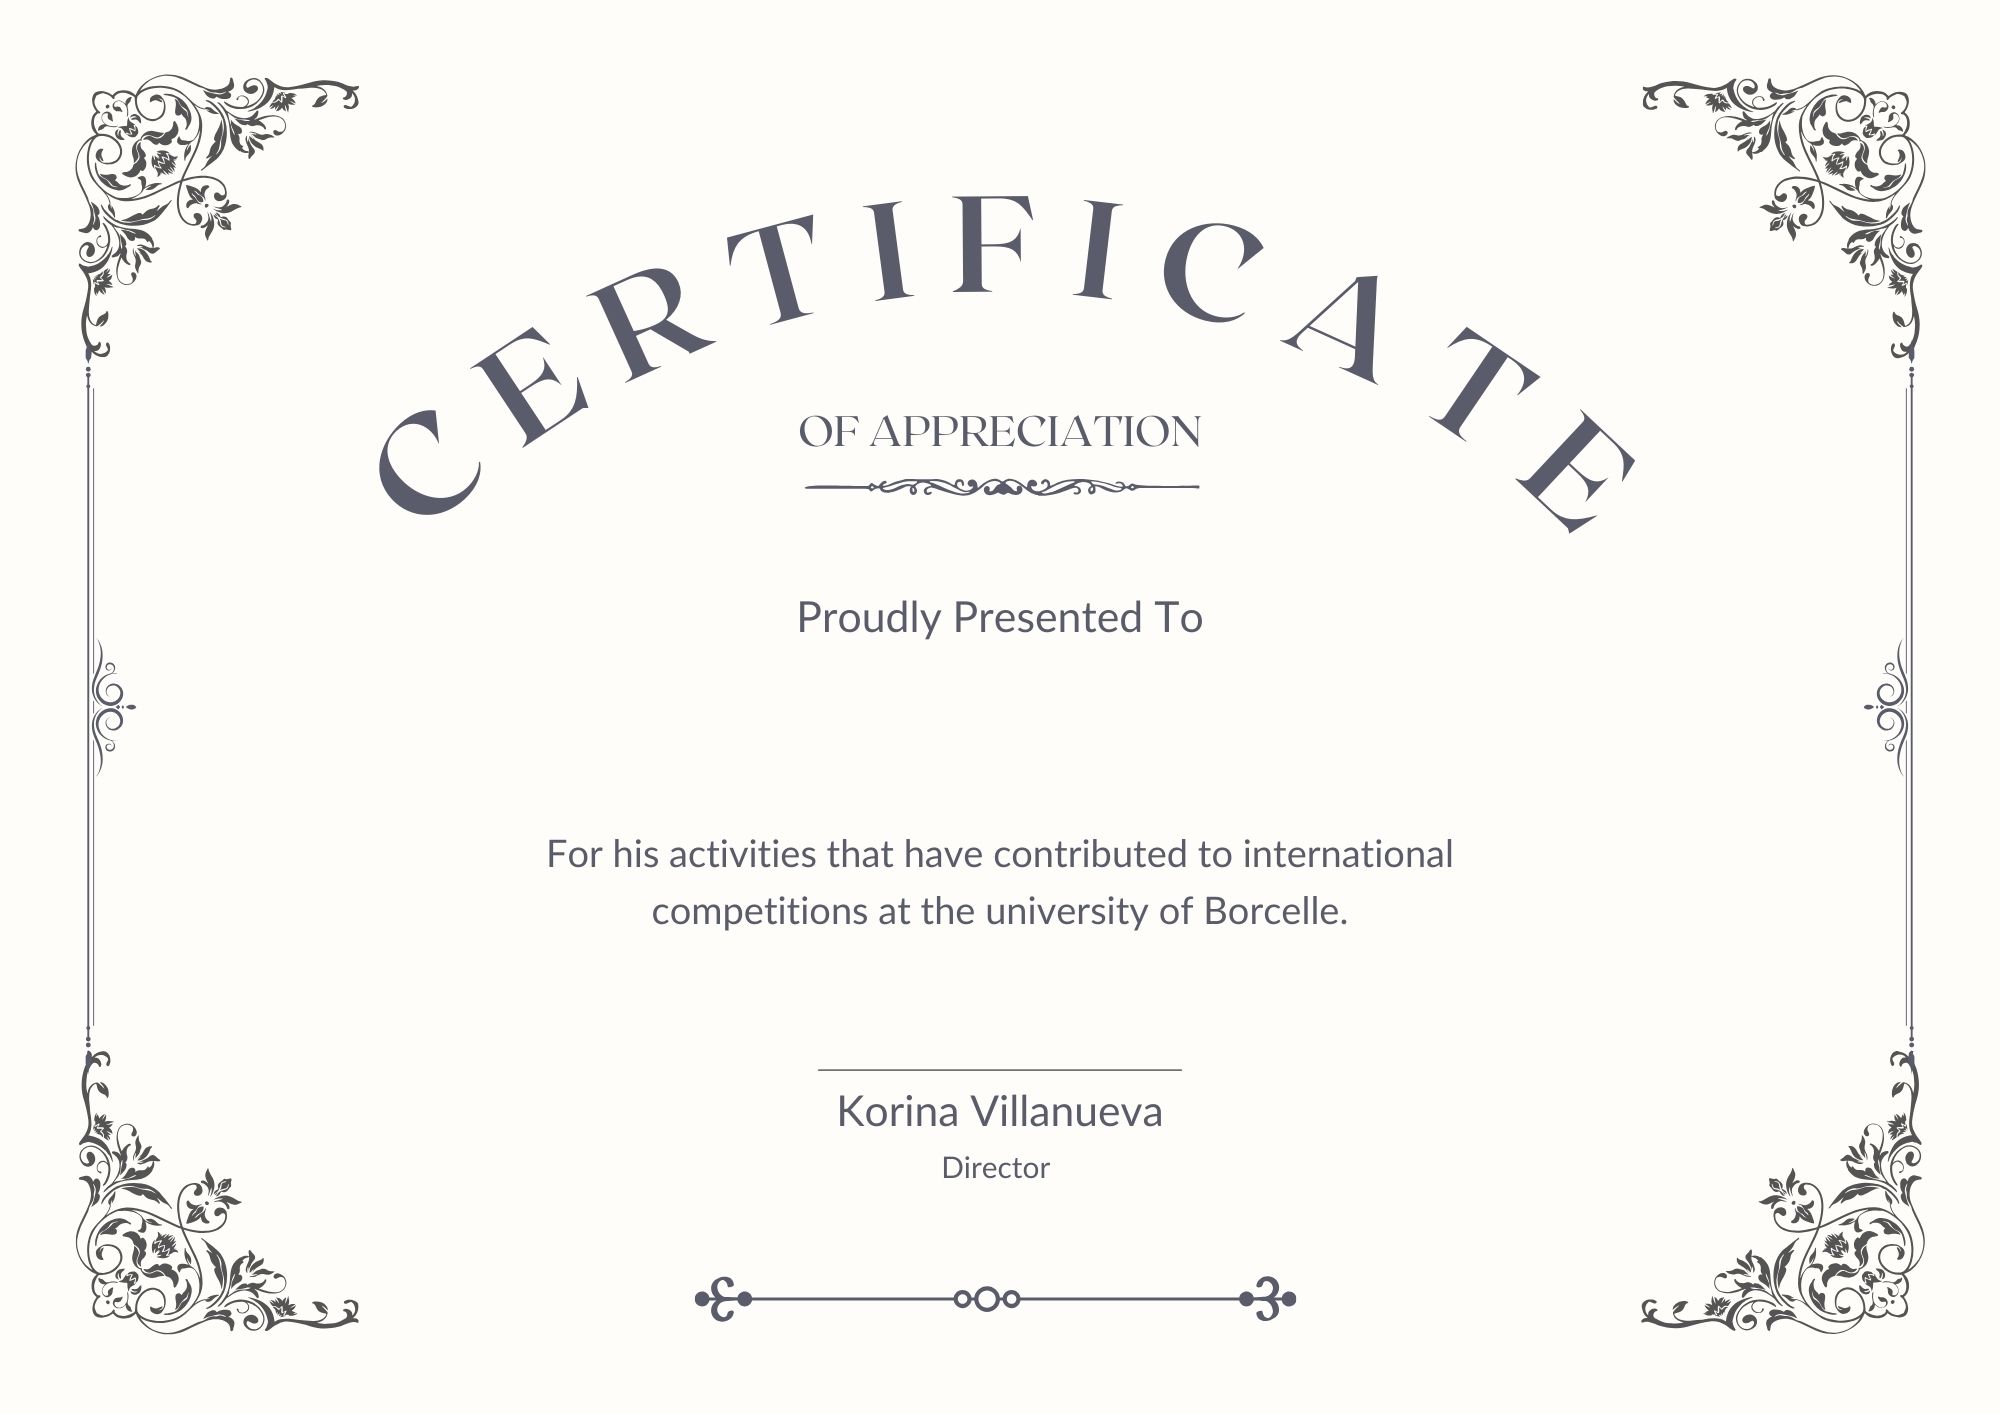 CERTIFICATE
OF APPRECIATION
Proudly Presented To
For his activities that have contributed to international
competitions at the university of Borcelle.
Korina Villanueva
Director